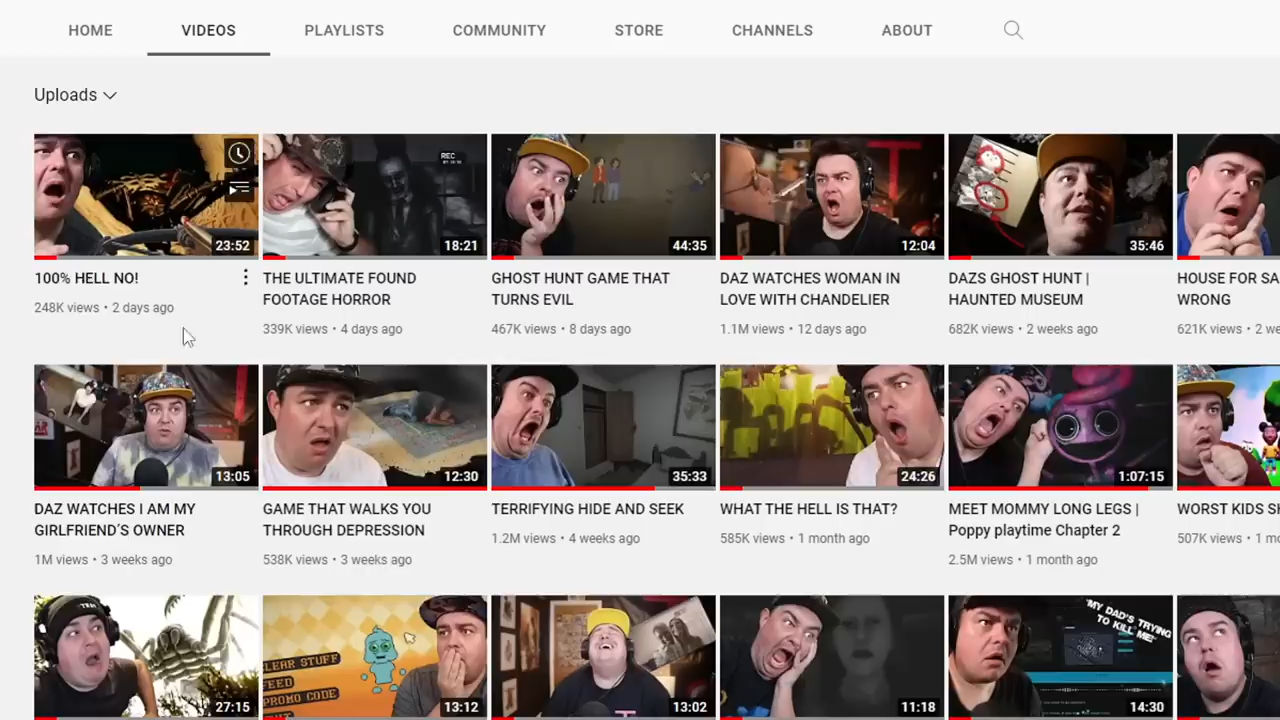 HOME VIDEOS PLAYLISTS COMMUNITY STORE CHANNELS ABOUT
Uploads
REC
23:52 18:21 44:35 12:04 35:46
100% HELL NO! THE ULTIMATE FOUND GHOST HUNT GAME THAT DAZ WATCHES WOMAN IN DAZS GHOST HUNT | HOUSE FOR SA
FOOTAGE HORROR TURNS EVIL LOVE WITH CHANDELIER HAUNTED MUSEUM WRONG
248K views • 2 days ago
339K views • 4 days ago 467K views • 8 days ago 1.1M views • 12 days ago 682K views • 2 weeks ago 621K views • 2 we
13:05 12:30 35:33 24:26 1:07:15
DAZ WATCHES I AM MY GAME THAT WALKS YOU TERRIFYING HIDE AND SEEK WHAT THE HELL IS THAT? MEET MOMMY LONG LEGS | WORST KIDS S
GIRLFRIEND'S OWNER THROUGH DEPRESSION Poppy playtime Chapter 2
1.2M views • 4 weeks ago 585K views • 1 month ago 507K views • 1 mo
1M views • 3 weeks ago 538K views • 3 weeks ago 2.5M views • 1 month ago
"MY DAD'S TRYING
TO KILL ME!"
LEAR STUFF
EED
PROMO CODE
27:15 13:12 13:02 11:18 14:30